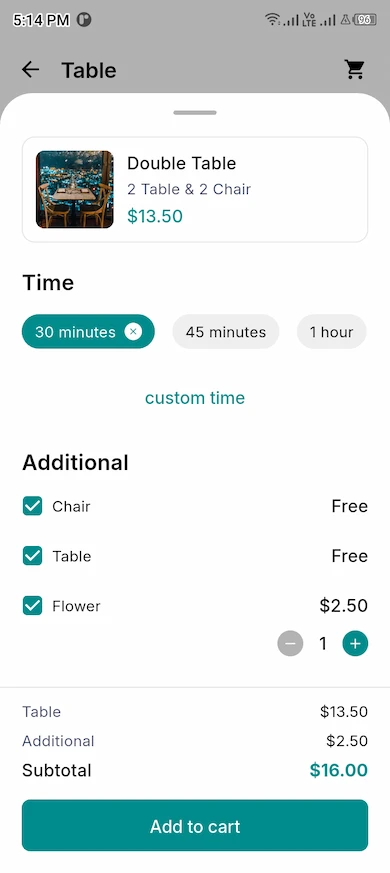 5:14 PM
Vo
LTE
96
Table
Double Table
2 Table & 2 Chair
$13.50
Time
30 minutes
45 minutes
1 hour
custom time
Additional
Chair Free
Table Free
Flower $2.50
1
Table $13.50
Additional $2.50
Subtotal $16.00
Add to cart